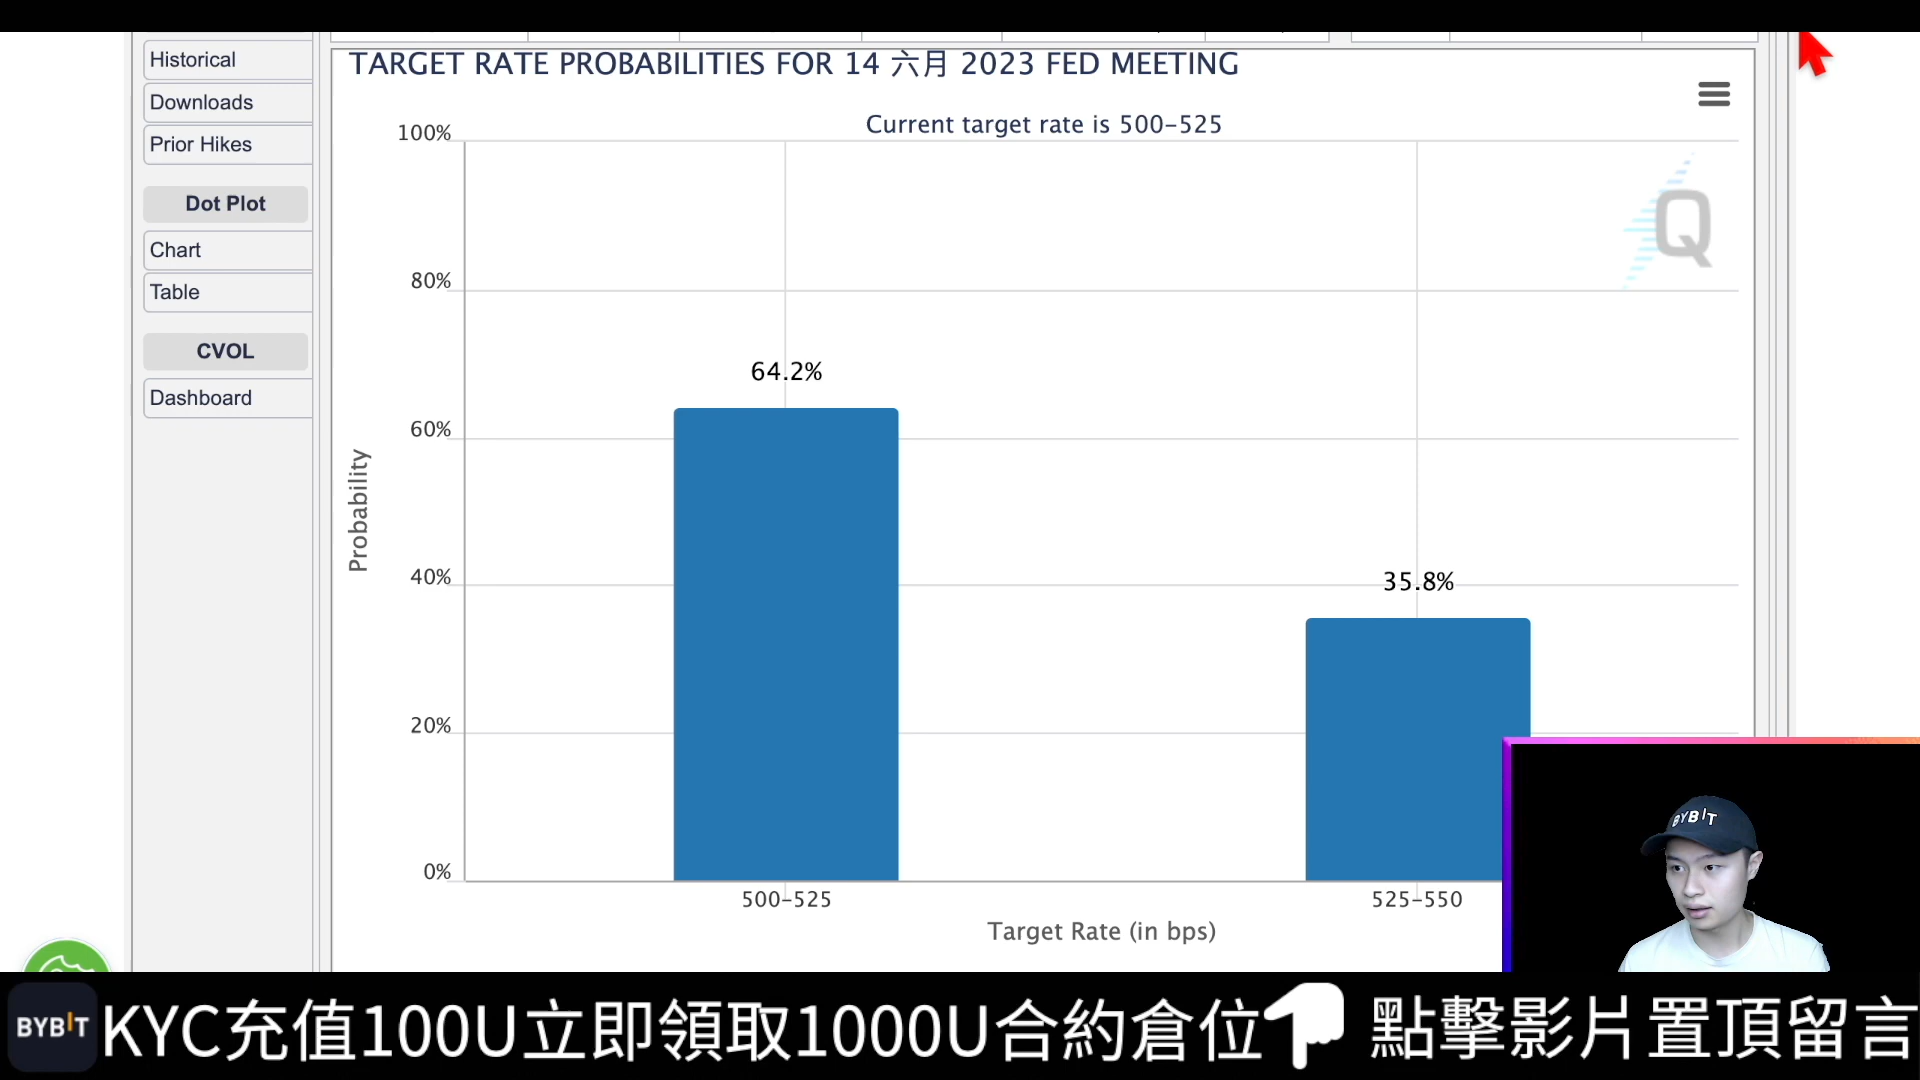 Historical
Downloads
Prior Hikes
Dot Plot
Chart
Table
CVOL
Dashboard
TARGET RATE PROBABILITIES FOR 14 六月 2023 FED MEETING
Current target rate is 500-525
100%
80%
60%
40%
20%
0%
Probability
64.2%
35.8%
500-525
525-550
Target Rate (in bps)
Q
BYBIT
BYBIT KYC充值100U立即領取1000U合約倉位 點擊影片置頂留言